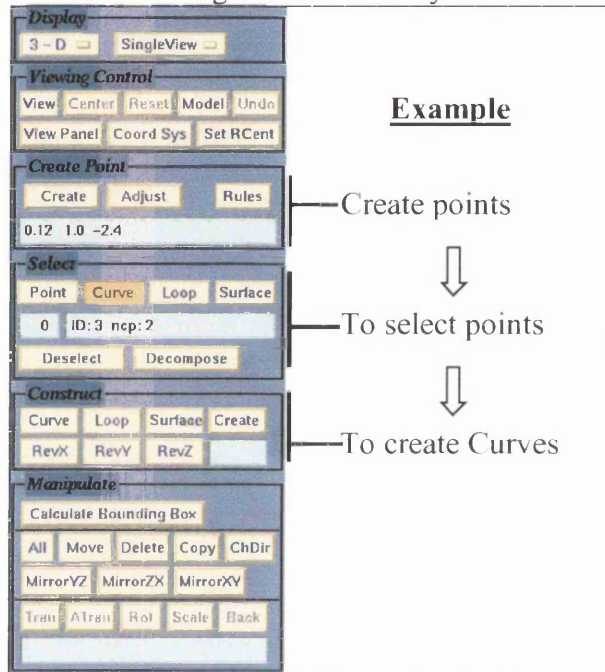 Display
3 - D SingleView
Viewing Control
View Center Reset Model Undo
View Panel Coord Sys Set RCent
Create Point
Create Adjust Rules
0.12 1.0 -2.4
Select
Point Curve Loop Surface
0 ID: 3 ncp: 2
Deselect Decompose
Construct
Curve Loop Surface Create
RevX RevY RevZ
Manipulate
Calculate Bounding Box
All Move Delete Copy ChDir
MirrorYZ MirrorZX MirrorXY
Tran ATran Rot Scale Back
Example
Create points
To select points
To create Curves